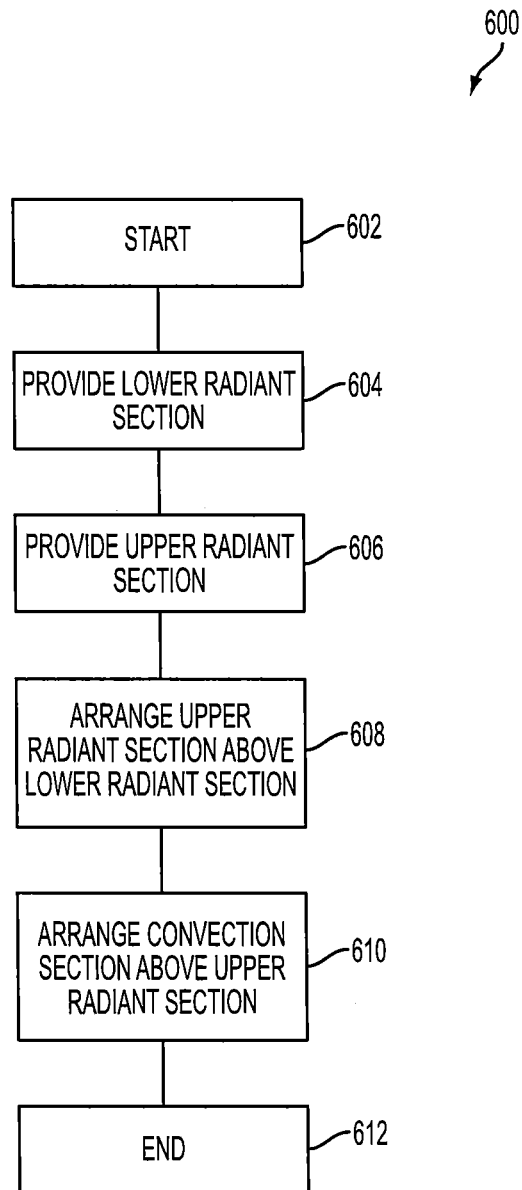 600
START
602
PROVIDE LOWER RADIANT
SECTION
604
PROVIDE UPPER RADIANT
SECTION
606
ARRANGE UPPER
RADIANT SECTION ABOVE
LOWER RADIANT SECTION
608
ARRANGE CONVECTION
SECTION ABOVE UPPER
RADIANT SECTION
610
END
612